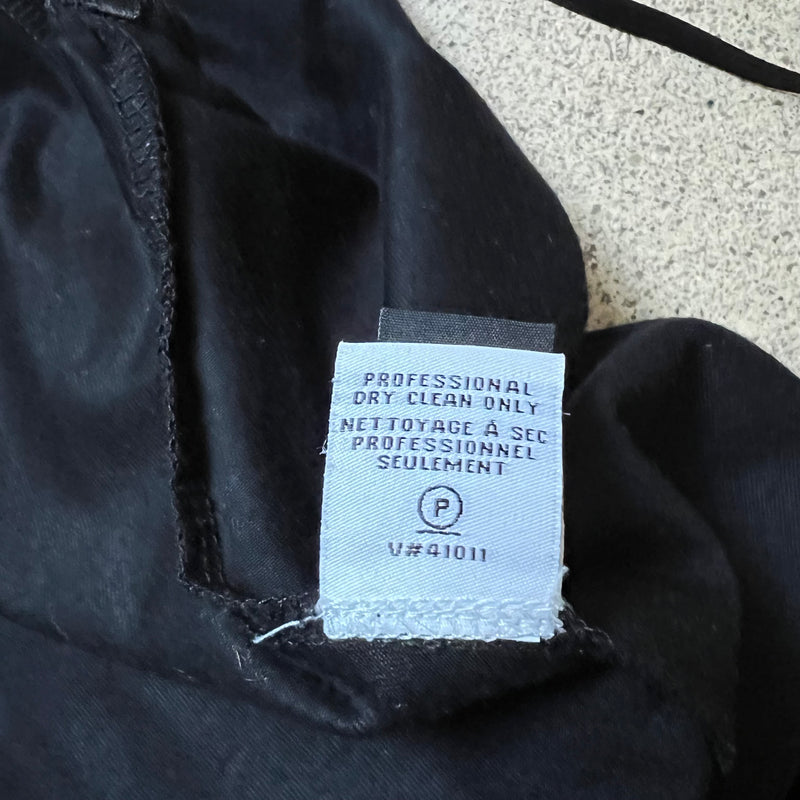 PROFESSIONAL
DRY CLEAN ONLY
NETTOYAGE À SEC
PROFESSIONNEL
SEULEMENT
P
V#41011